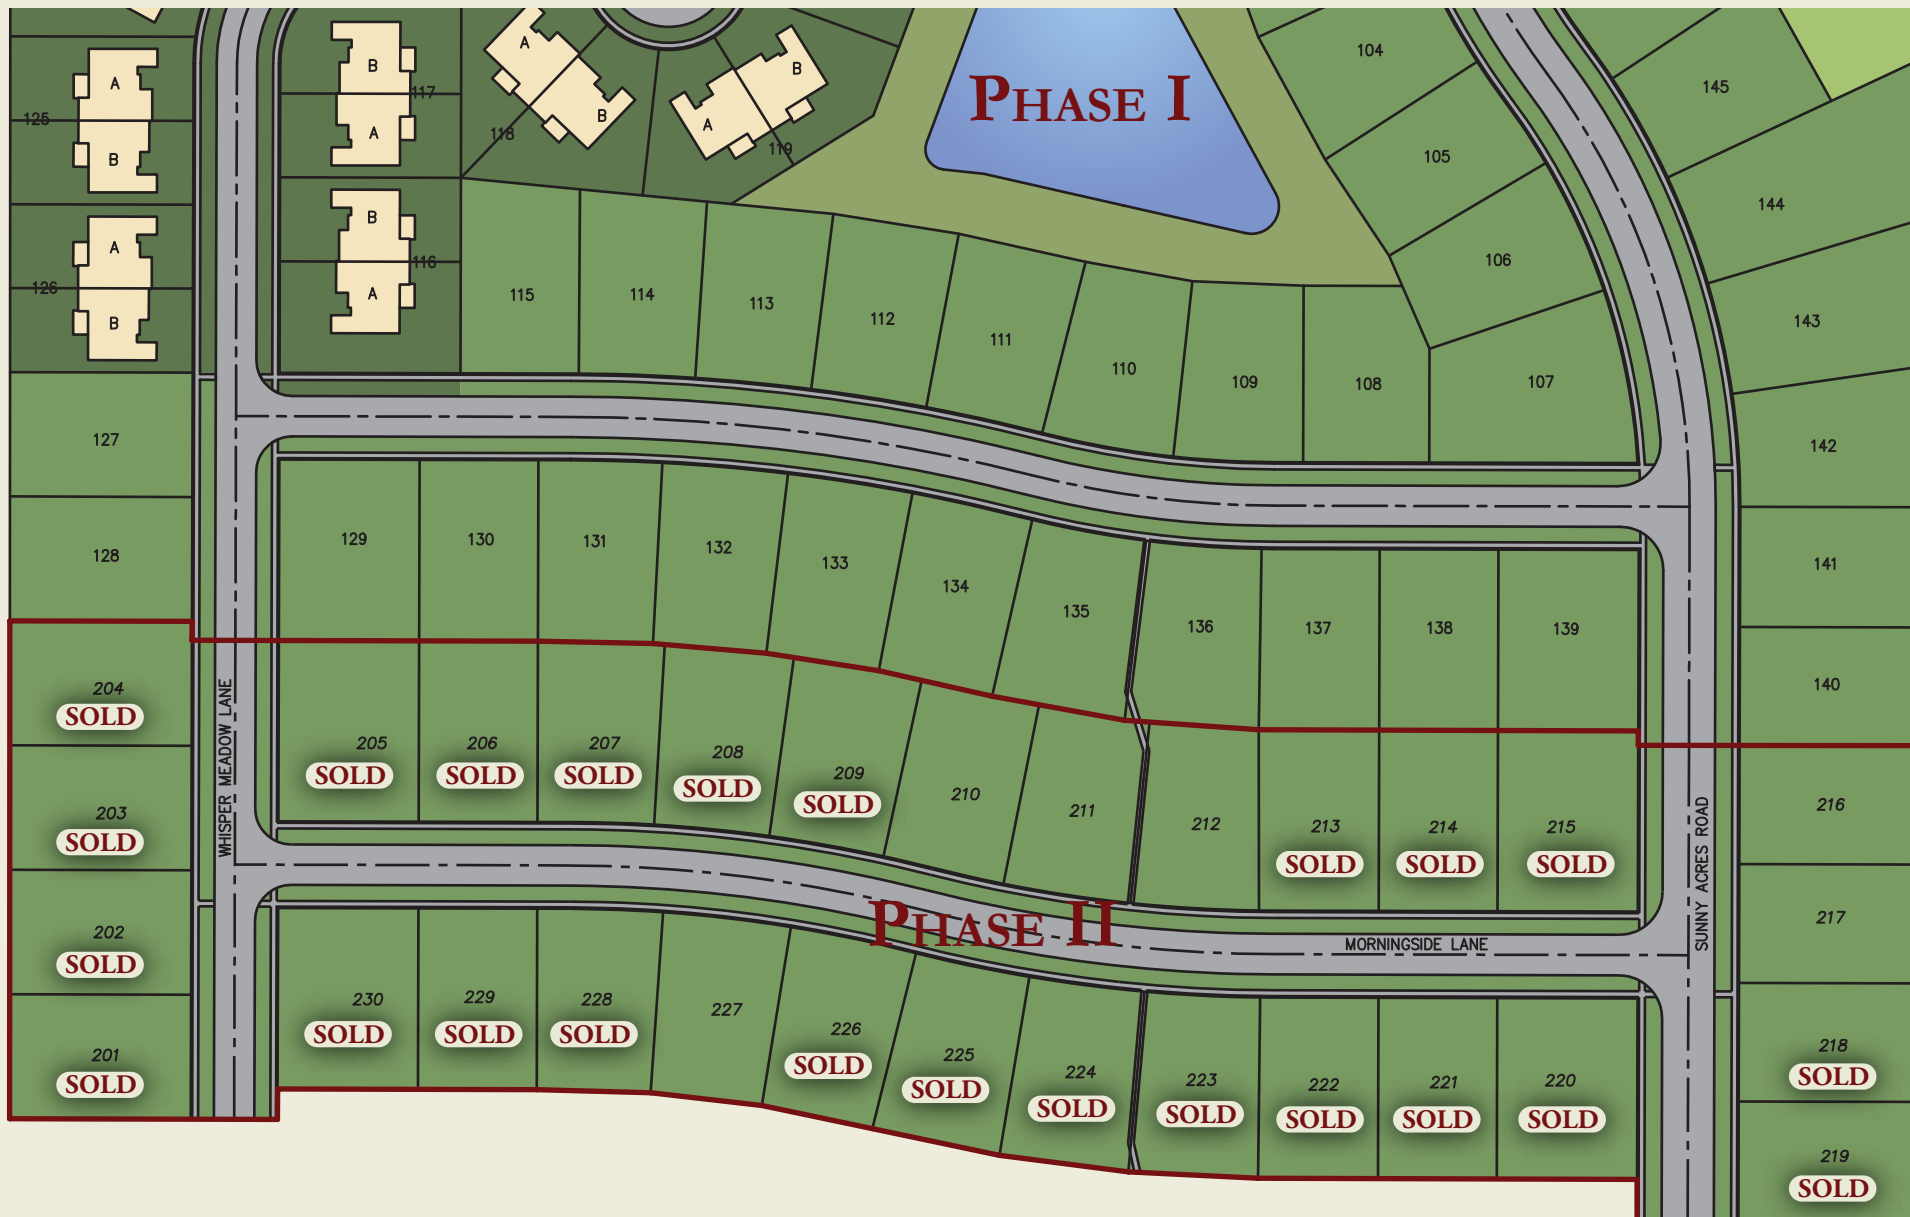 PHASE I
A
B
125
A
B
126
B
117
A
B
116
A
A
118
B
B
A
119
104
105
106
107
145
144
143
142
141
140
115
114
113
112
111
110
109
108
127
128
129
130
131
132
133
134
135
136
137
138
139
204
SOLD
203
SOLD
202
SOLD
201
SOLD
WHISPER MEADOW LANE
205
SOLD
206
SOLD
207
SOLD
208
SOLD
209
SOLD
210
211
212
213
SOLD
214
SOLD
215
SOLD
SUNNY ACRES ROAD
216
217
218
SOLD
219
SOLD
PHASE II
MORNINGSIDE LANE
230
SOLD
229
SOLD
228
SOLD
227
226
SOLD
225
SOLD
224
SOLD
223
SOLD
222
SOLD
221
SOLD
220
SOLD